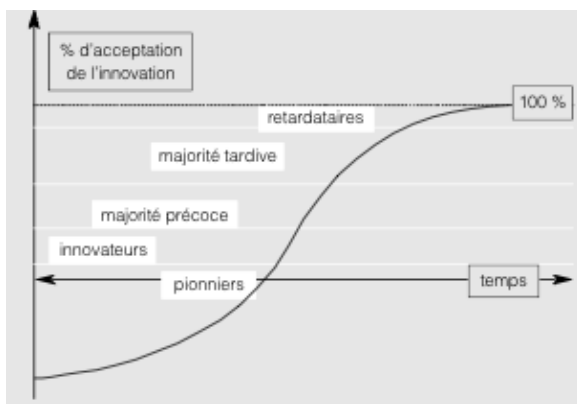 % d'acceptation
de l'innovation
100 %
retardataires
majorité tardive
majorité précoce
innovateurs
pionniers
temps